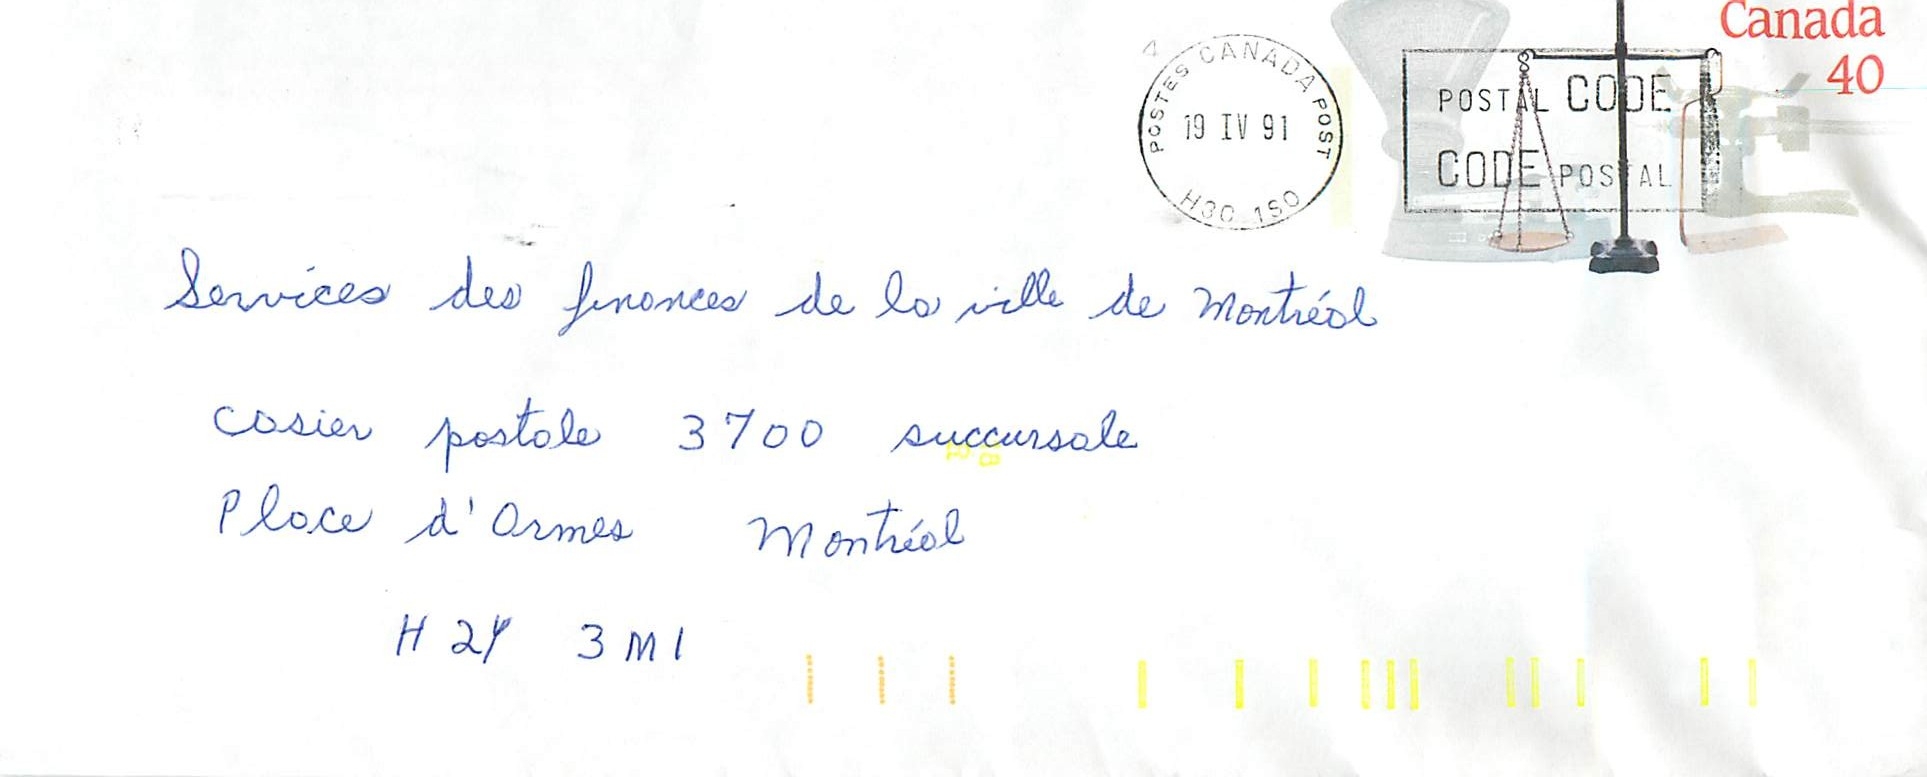 Canada
40
POSTES CANADA POST
19 IV 91
H3C 1S0
POSTAL CODE
CODE POSTAL
Services des finances de la ville de Montréal
casier postale 3700 succursale
Place d'Ormes Montréal
H2Y 3M1